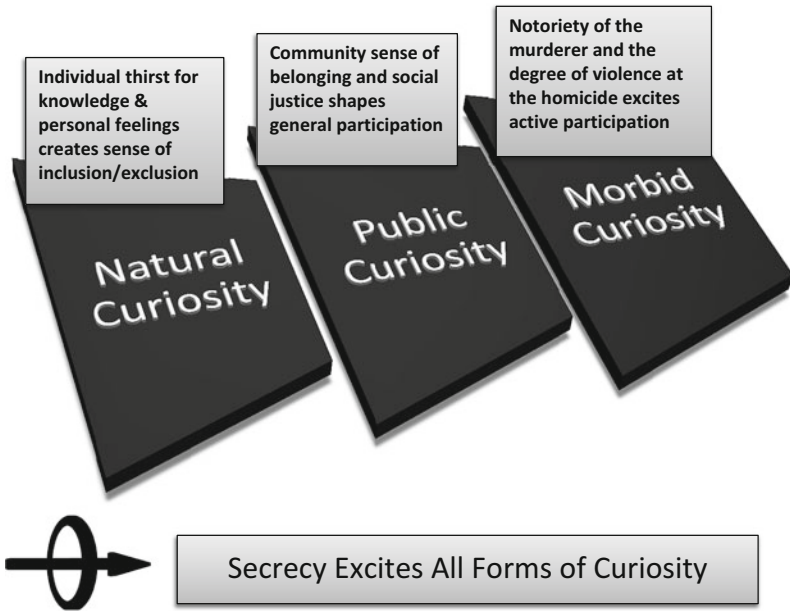 Individual thirst for
knowledge &
personal feelings
creates sense of
inclusion/exclusion
Natural
Curiosity
Community sense of
belonging and social
justice shapes
general participation
Public
Curiosity
Notoriety of the
murderer and the
degree of violence at
the homicide excites
active participation
Morbid
Curiosity
Secrecy Excites All Forms of Curiosity